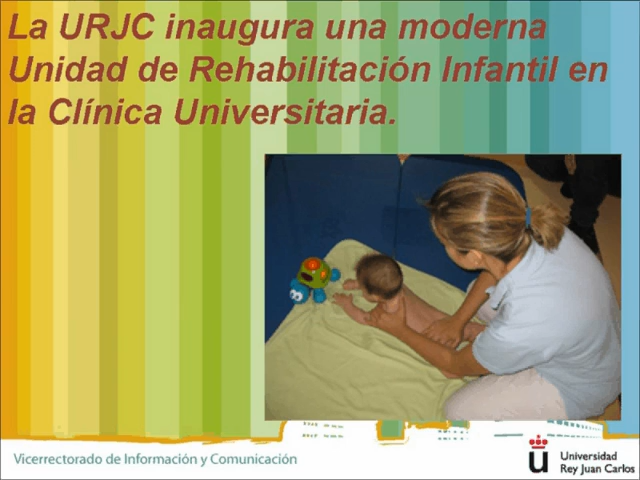 La URJC inaugura una moderna
Unidad de Rehabilitación Infantil en
la Clínica Universitaria.
Vicerrectorado de Información y Comunicación
Universidad
Rey Juan Carlos